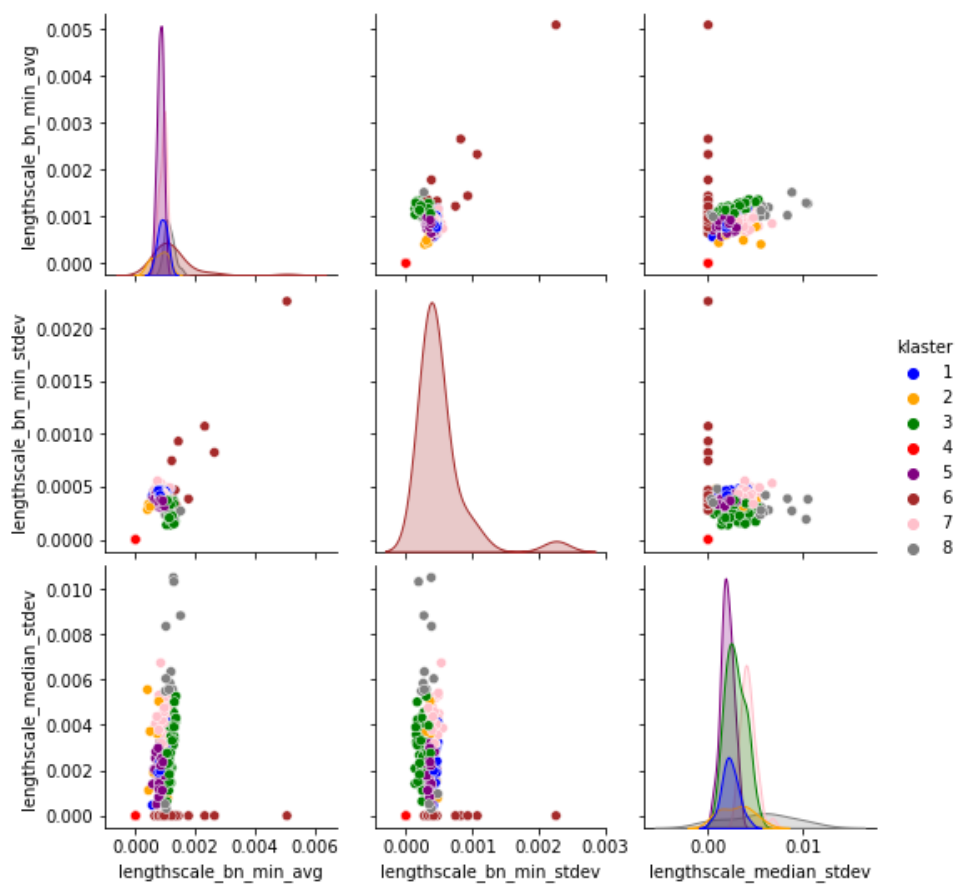 lengthscale_bn_min_avg
0.005
0.004
0.003
0.002
0.001
0.000
lengthscale_bn_min_stdev
0.0020
0.0015
0.0010
0.0005
0.0000
klaster
1
2
3
4
5
6
7
8
lengthscale_median_stdev
0.010
0.008
0.006
0.004
0.002
0.000
0.000 0.002 0.004 0.006
0.000 0.001 0.002 0.003
0.00 0.01
lengthscale_bn_min_avg
lengthscale_bn_min_stdev
lengthscale_median_stdev